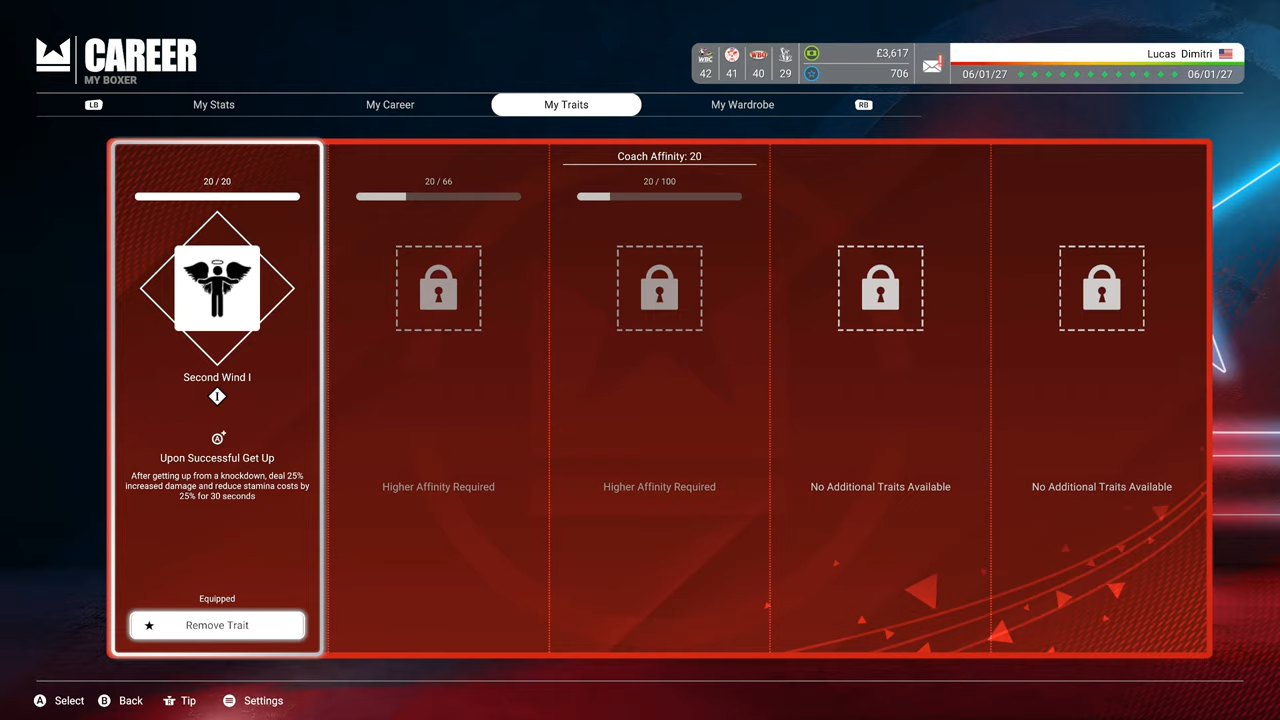 CAREER
MY BOXER
WBC
42
41
WBO
40
29
£3,617
706
Lucas Dimitri
06/01/27
06/01/27
LB
My Stats
My Career
My Traits
My Wardrobe
RB
20 / 20
Second Wind I
I
A+
Upon Successful Get Up
After getting up from a knockdown, deal 25%
increased damage and reduce stamina costs by
25% for 30 seconds
Equipped
Remove Trait
20 / 66
Higher Affinity Required
Coach Affinity: 20
20 / 100
Higher Affinity Required
No Additional Traits Available
No Additional Traits Available
A Select
B Back
Tip
Settings